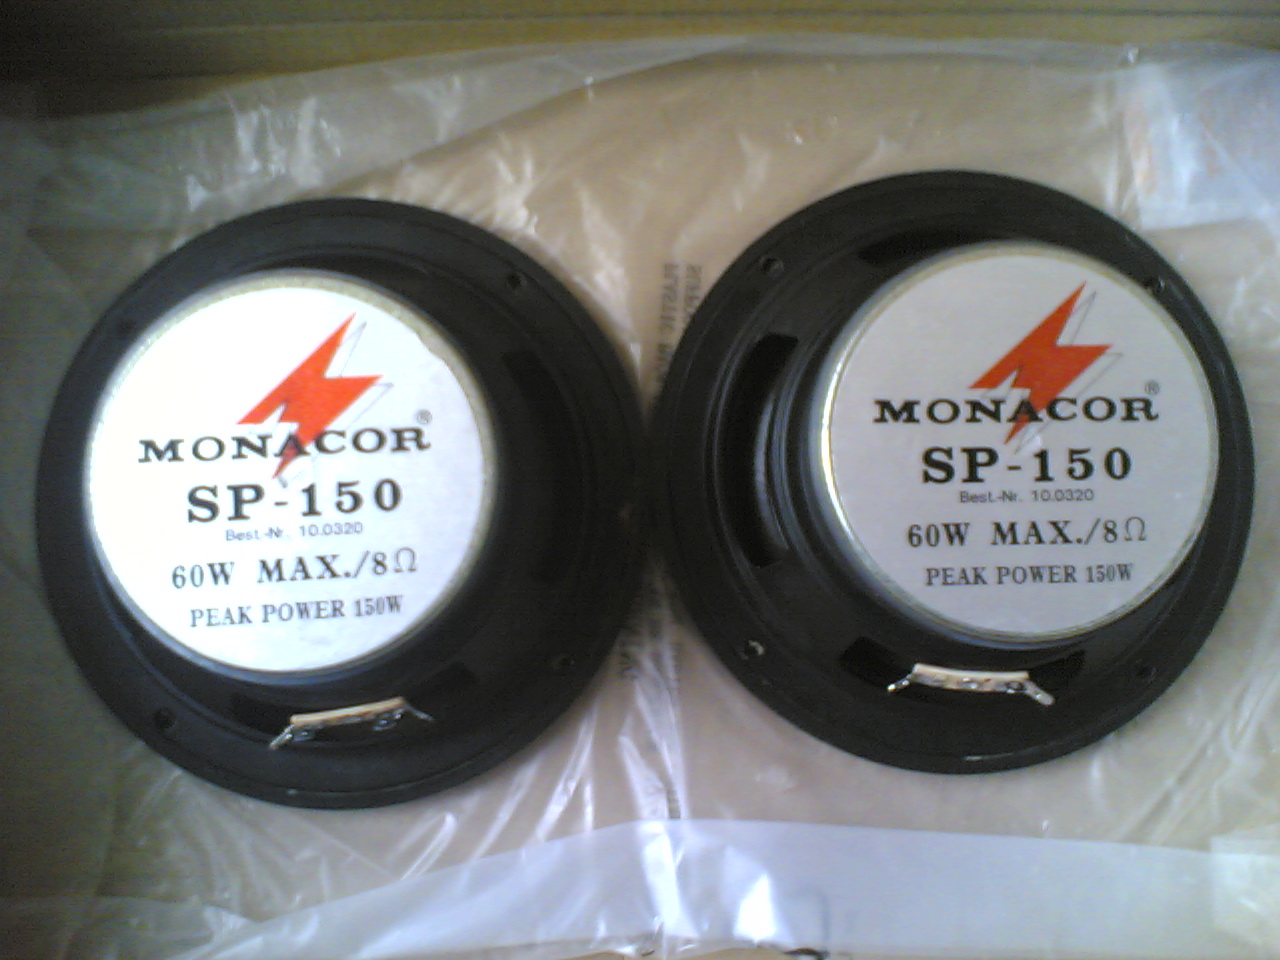 MONACOR®
SP-150
Best.-Nr. 10.0320
60W MAX./8Ω
PEAK POWER 150W
MONACOR®
SP-150
Best.-Nr. 10.0320
60W MAX./8Ω
PEAK POWER 150W